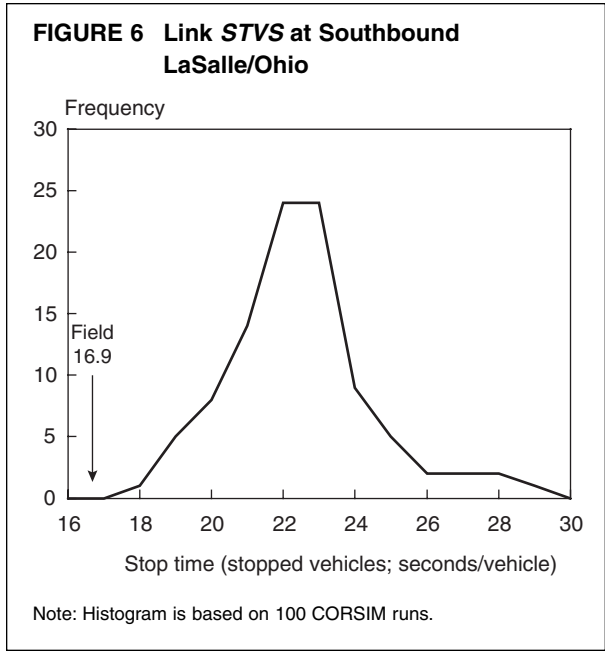 FIGURE 6 Link STVS at Southbound
LaSalle/Ohio
Frequency
30
25
20
15
10
5
0
Field
16.9
16 18 20 22 24 26 28 30
Stop time (stopped vehicles; seconds/vehicle)
Note: Histogram is based on 100 CORSIM runs.